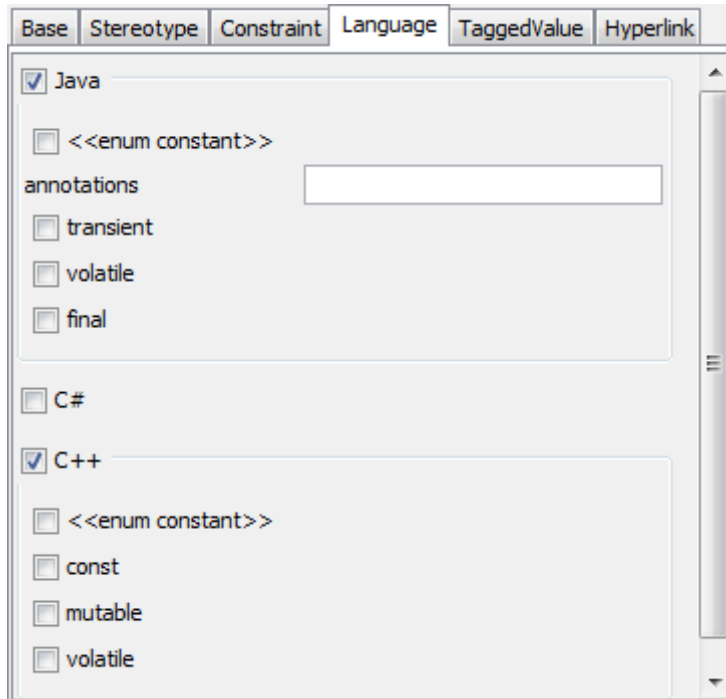 Base Stereotype Constraint Language TaggedValue Hyperlink
Java
<<enum constant>>
annotations
transient
volatile
final
C#
C++
<<enum constant>>
const
mutable
volatile